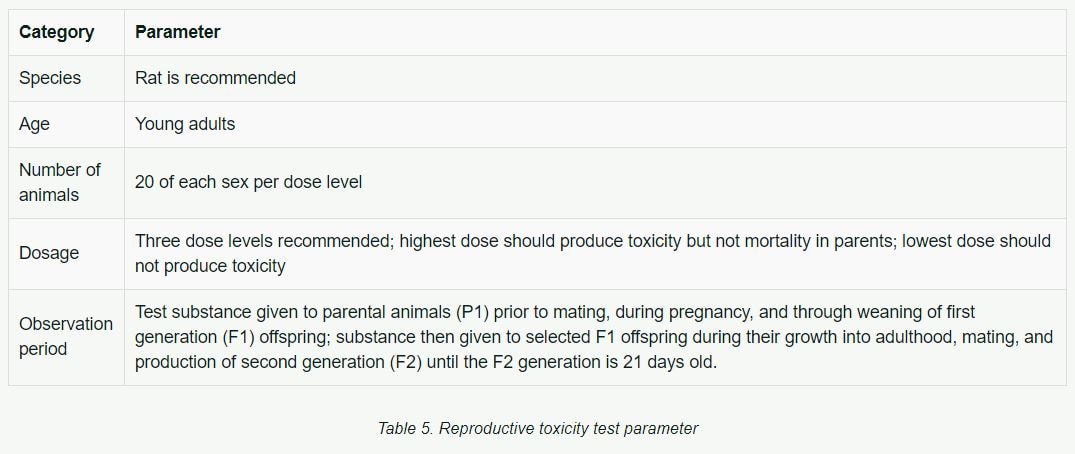 Category Parameter
Species Rat is recommended
Age Young adults
Number of
animals
20 of each sex per dose level
Dosage
Three dose levels recommended; highest dose should produce toxicity but not mortality in parents; lowest dose should
not produce toxicity
Observation
period
Test substance given to parental animals (P1) prior to mating, during pregnancy, and through weaning of first
generation (F1) offspring; substance then given to selected F1 offspring during their growth into adulthood, mating, and
production of second generation (F2) until the F2 generation is 21 days old.
Table 5. Reproductive toxicity test parameter